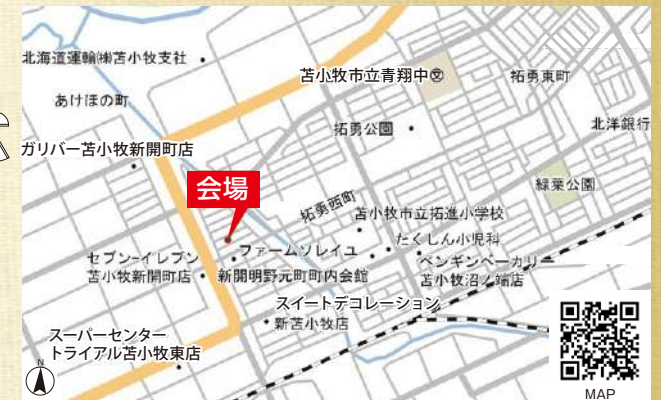 北海道運輸㈱苫小牧支社
苫小牧市立青翔中
文
拓勇東町
あけぼの町
拓勇公園
北洋銀行
ガリバー苫小牧新開町店
会場
緑葉公園
拓勇西町
苫小牧市立拓進小学校
たくしん小児科
セブン-イレブン
苫小牧新開町店
ファームソレイユ
新開明野元町町内会館
ペンギンベーカリー
苫小牧沼ノ端店
スイートデコレーション
新苫小牧店
スーパーセンター
トライアル苫小牧東店
N
MAP